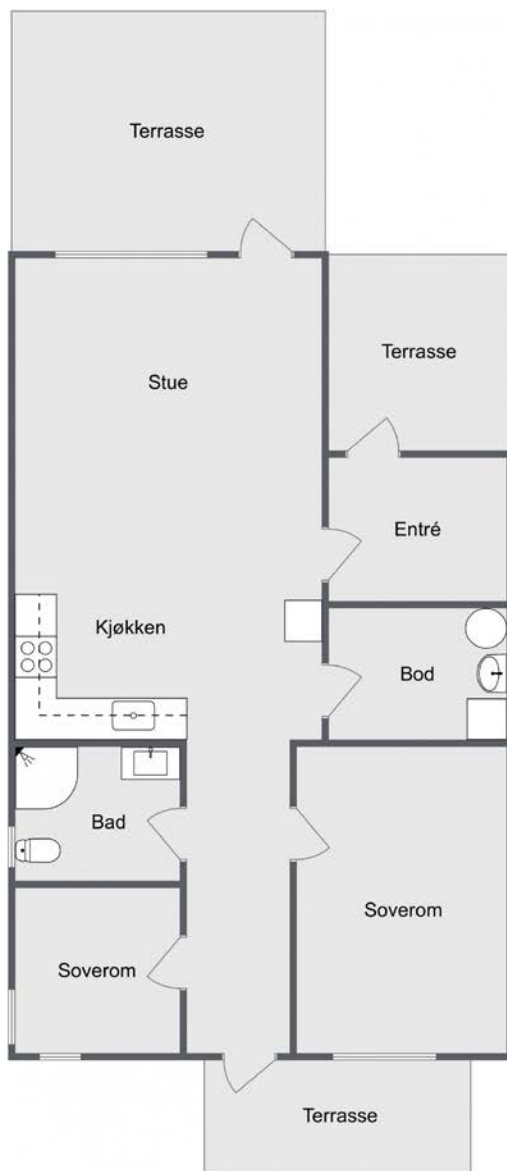 Terrasse
Terrasse
Stue
Entré
Kjøkken
Bod
Bad
Soverom
Soverom
Terrasse